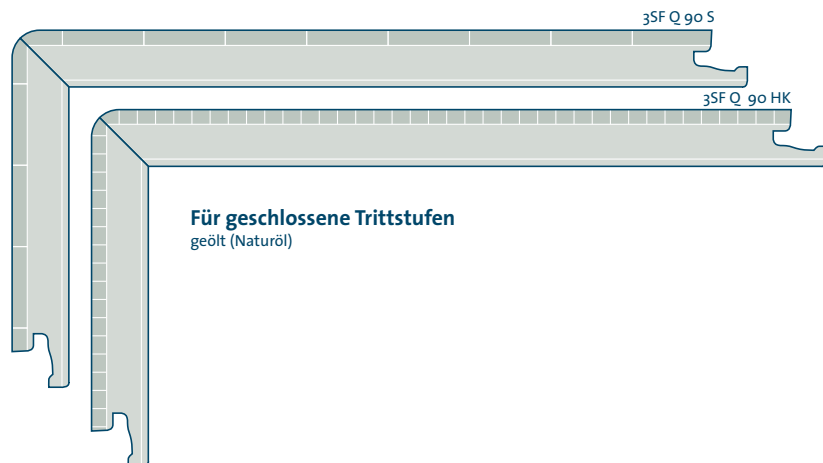 3SF Q 90 S
3SF Q 90 HK
Für geschlossene Trittstufen
geölt (Naturöl)